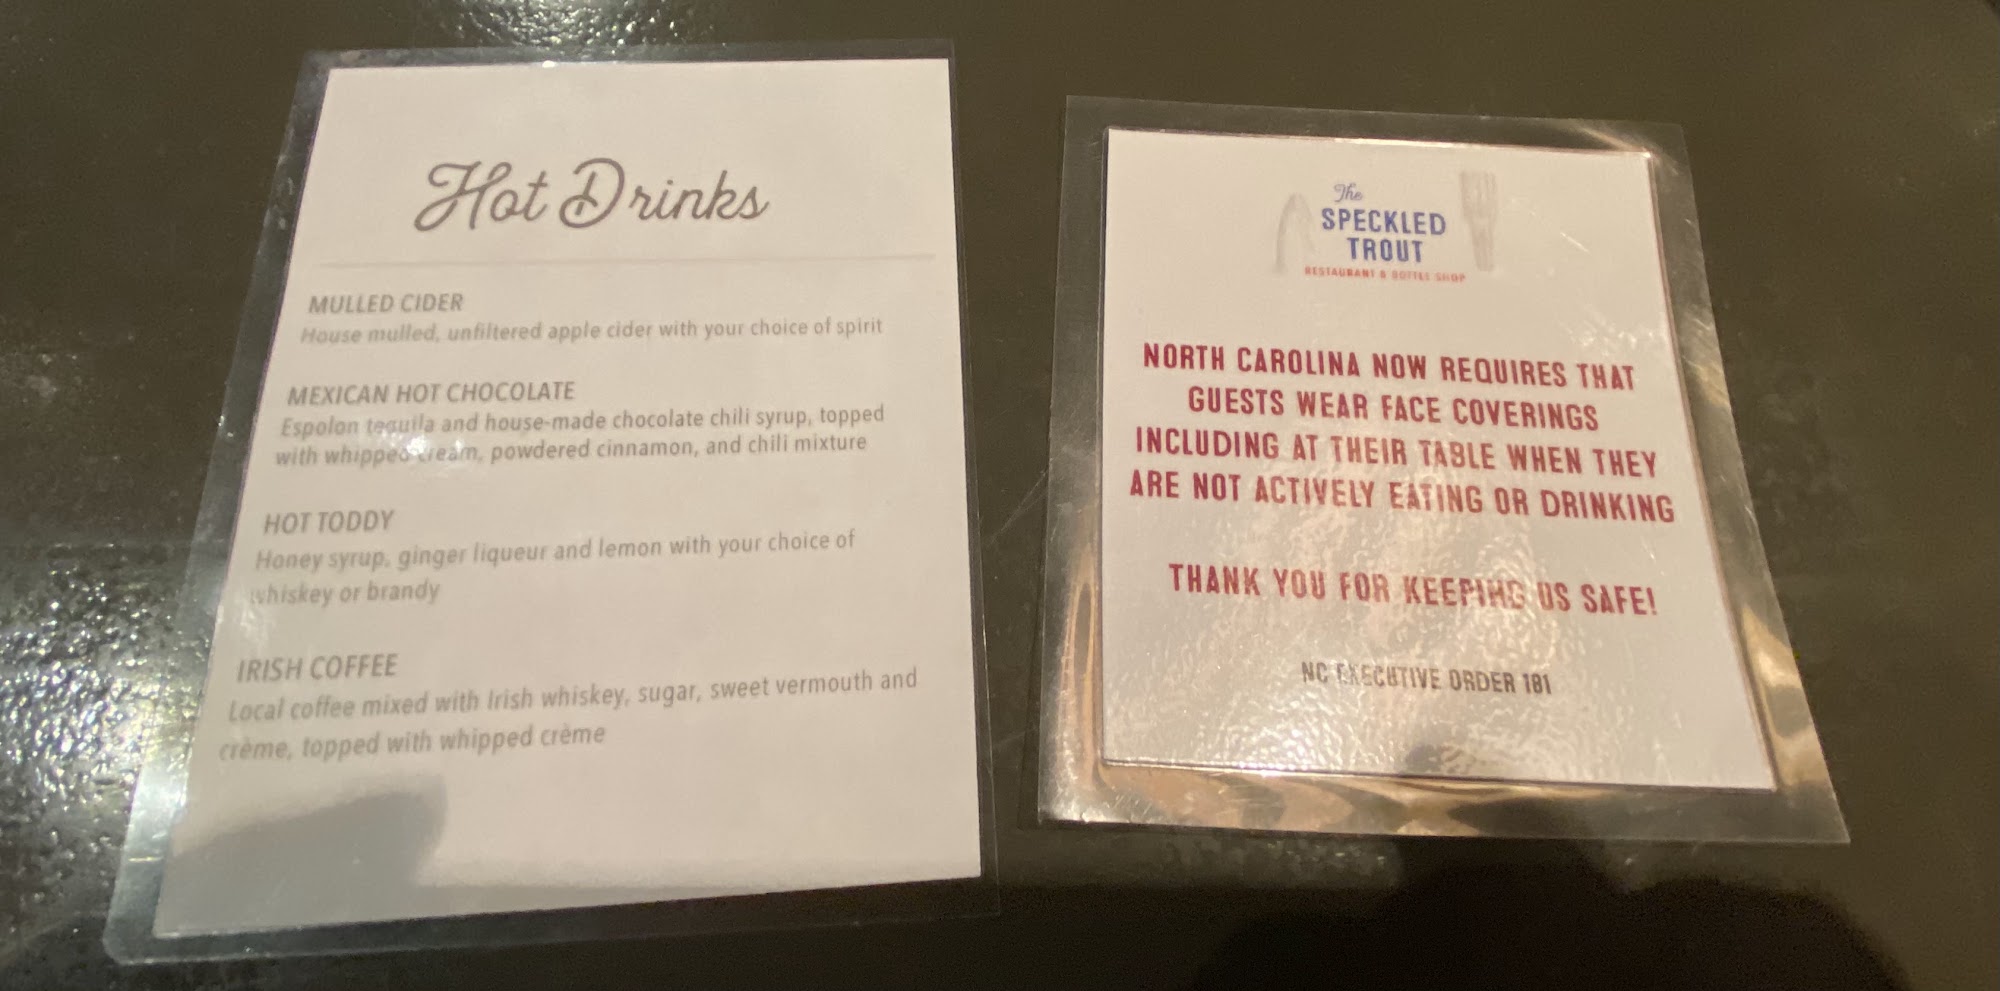 Hot Drinks
MULLED CIDER
House mulled, unfiltered apple cider with your choice of spirit
MEXICAN HOT CHOCOLATE
Espolon tequila and house-made chocolate chili syrup, topped
with whipped cream, powdered cinnamon, and chili mixture
HOT TODDY
Honey syrup, ginger liqueur and lemon with your choice of
whiskey or brandy
IRISH COFFEE
Local coffee mixed with Irish whiskey, sugar, sweet vermouth and
crème, topped with whipped crème
The
SPECKLED
TROUT
RESTAURANT & BOTTLE SHOP
NORTH CAROLINA NOW REQUIRES THAT
GUESTS WEAR FACE COVERINGS
INCLUDING AT THEIR TABLE WHEN THEY
ARE NOT ACTIVELY EATING OR DRINKING
THANK YOU FOR KEEPING US SAFE!
NC EXECUTIVE ORDER 181